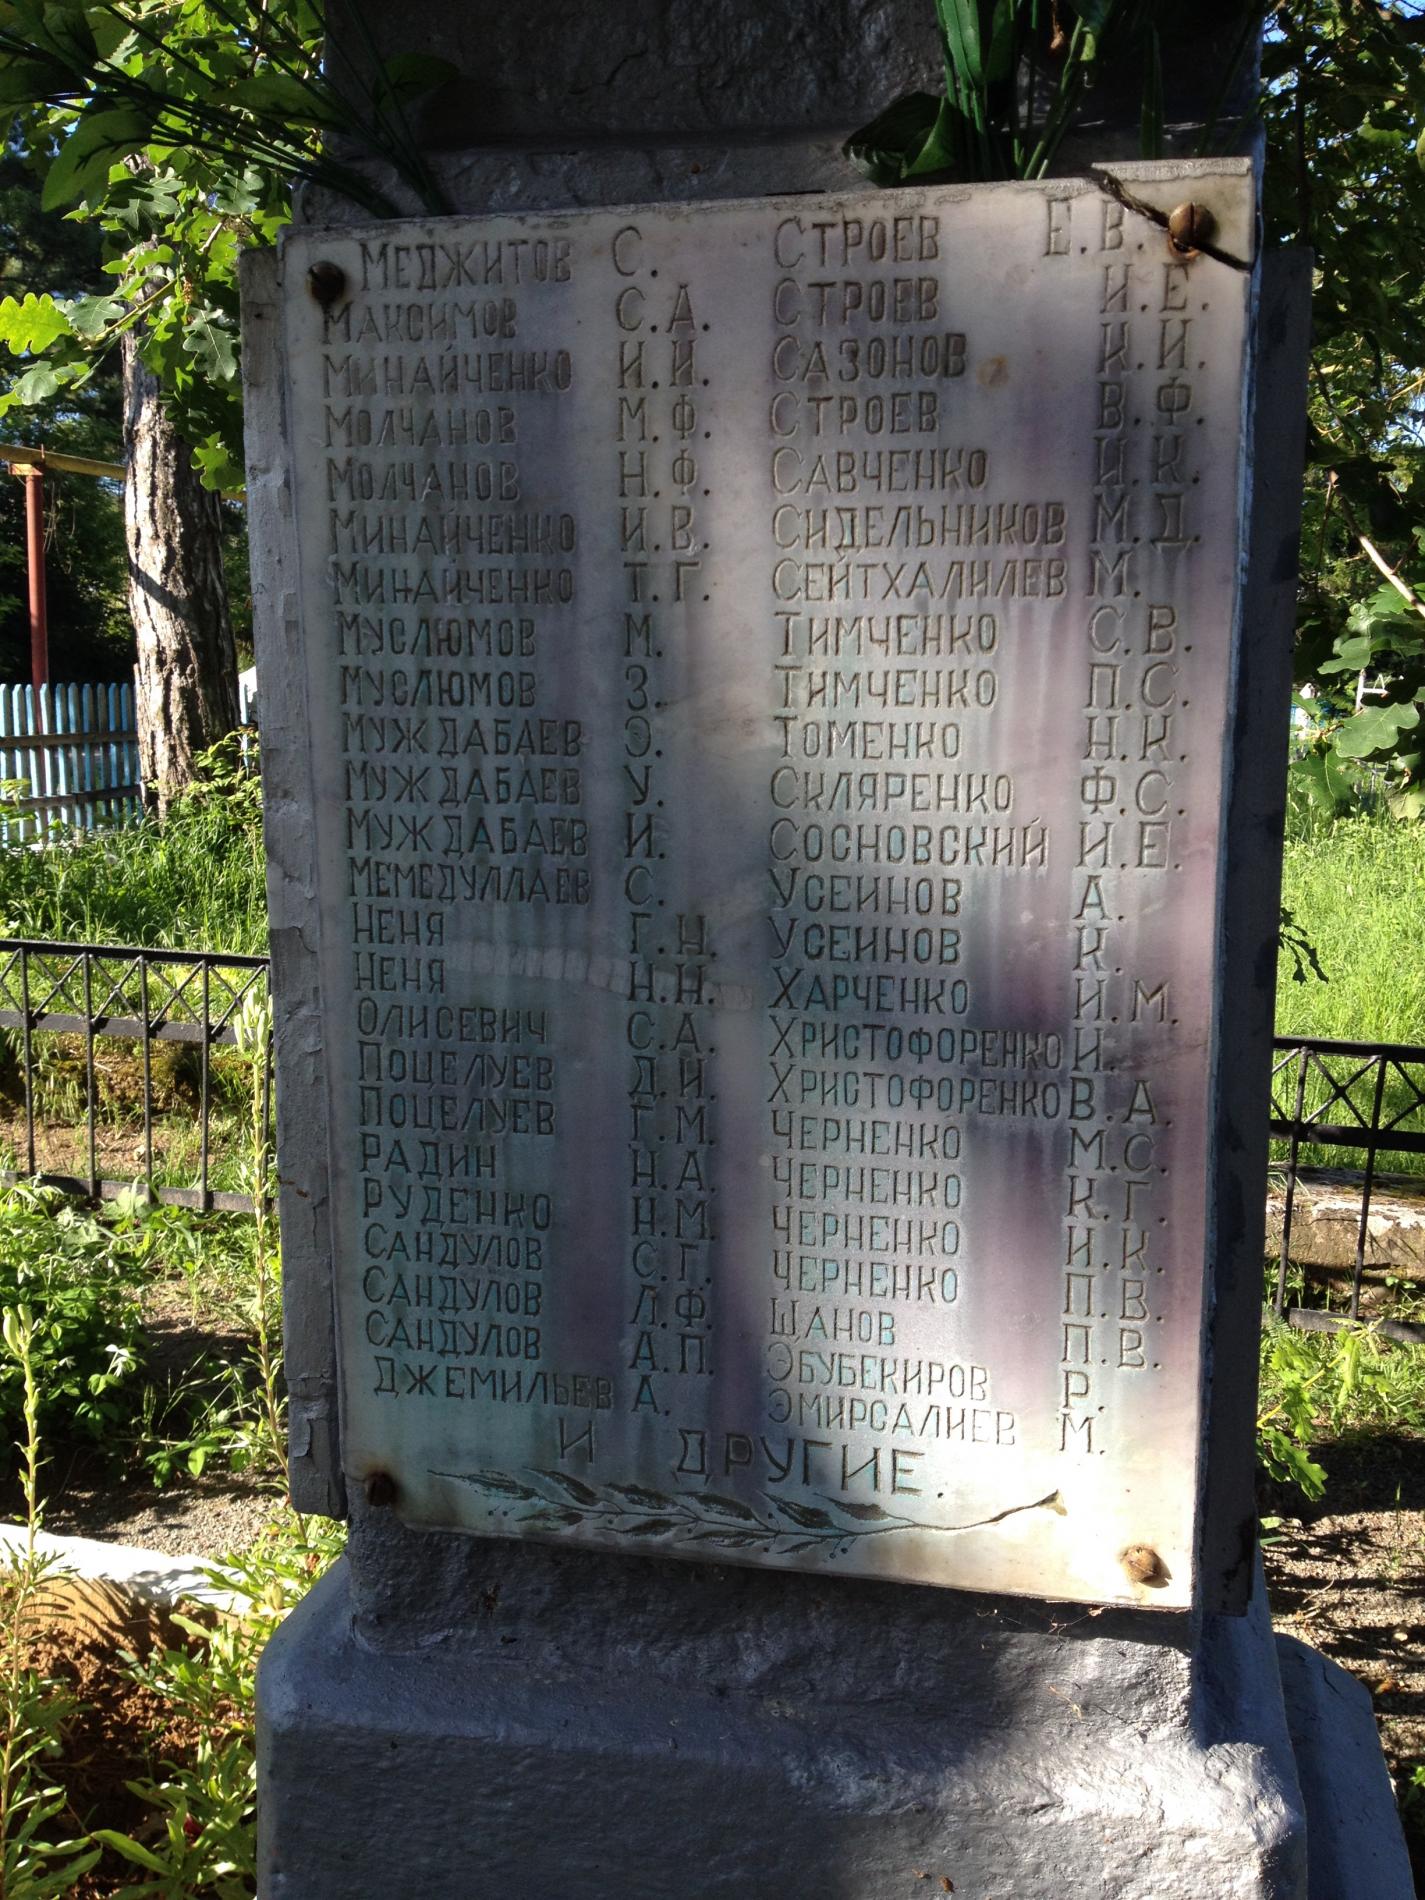 Меджитов С.
Максимов С.А.
Минайченко И.И.
Молчанов М.Ф.
Молчанов Н.Ф.
Минайченко И.В.
Минайченко Т.Г.
Муслюмов М.
Муслюмов З.
Муждабаев Э.
Муждабаев У.
Муждабаев И.
Мемедуллаев С.
Неня Г.Н.
Неня Н.Н.
Олисевич С.А.
Поцелуев Д.И.
Поцелуев Г.М.
Радин Н.А.
Руденко Н.М.
Сандулов С.Г.
Сандулов Л.Ф.
Сандулов А.П.
Джемильев А.
Строев Е.В.
Строев И.Е.
Сазонов К.И.
Строев В.Ф.
Савченко И.К.
Сидельников М.Д.
Сейтхалилев М.
Тимченко С.В.
Тимченко П.С.
Томенко Н.К.
Скляренко Ф.С.
Сосновский И.Е.
Усеинов А.
Усеинов К.
Харченко И.М.
Христофоренко И.
Христофоренко В.А.
Черненко М.С.
Черненко К.Г.
Черненко И.К.
Черненко П.В.
Шанов П.В.
Эбубекиров Р.
Эмирсалиев М.
И ДРУГИЕ.